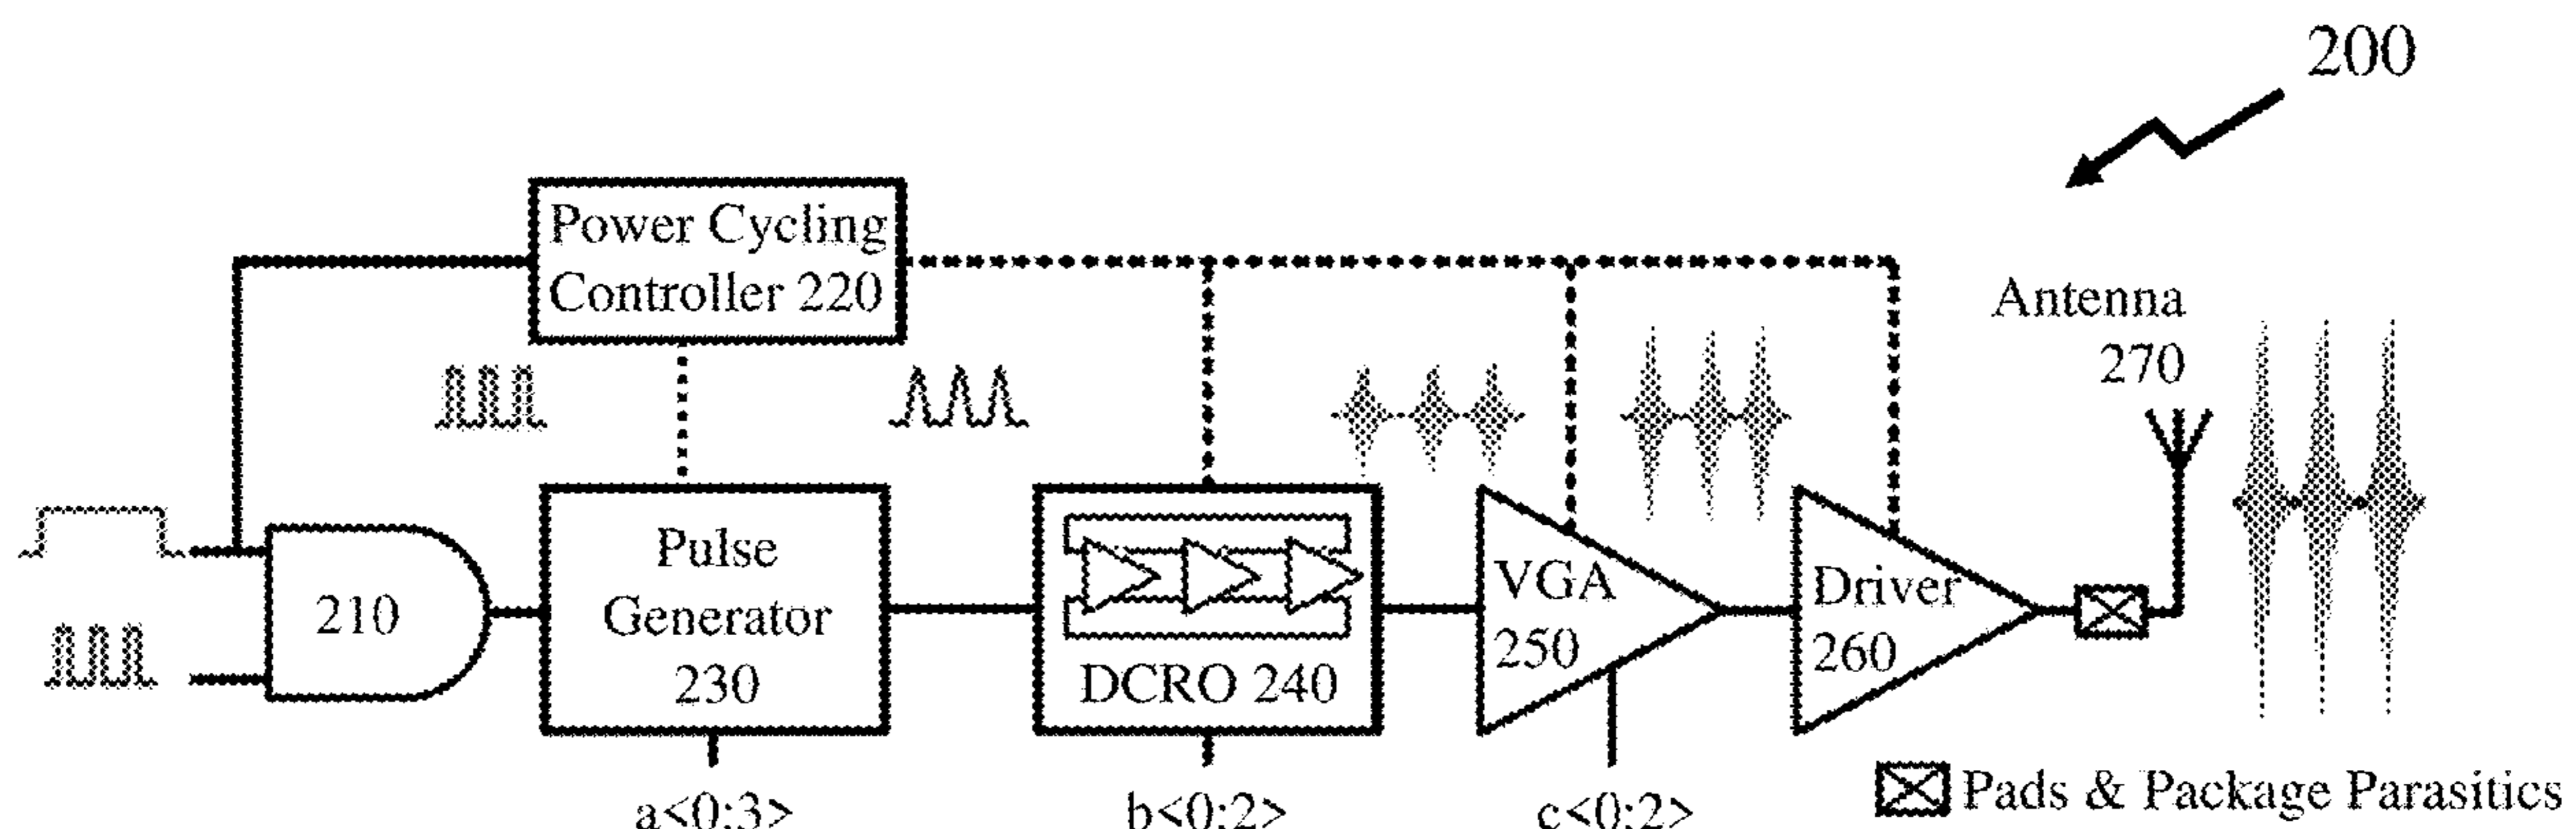 200
Power Cycling
Controller 220
Antenna
270
210
Pulse
Generator
230
DCRO 240
VGA
250
Driver
260
a<0:3>
b<0:2>
c<0:2>
Pads & Package Parasitics